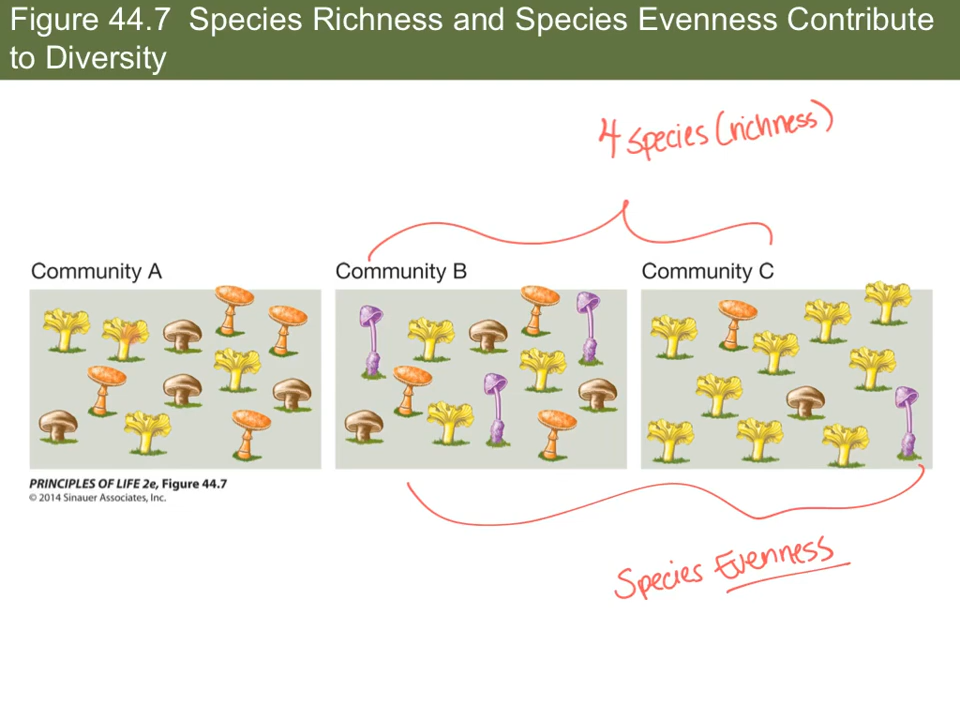 Figure 44.7 Species Richness and Species Evenness Contribute
to Diversity
4 Species (richness)
Community A
Community B
Community C
PRINCIPLES OF LIFE 2e, Figure 44.7
© 2014 Sinauer Associates, Inc.
Species Evenness